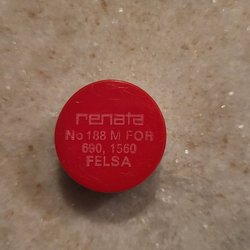 renata
No 188 M FOR
690, 1560
FELSA